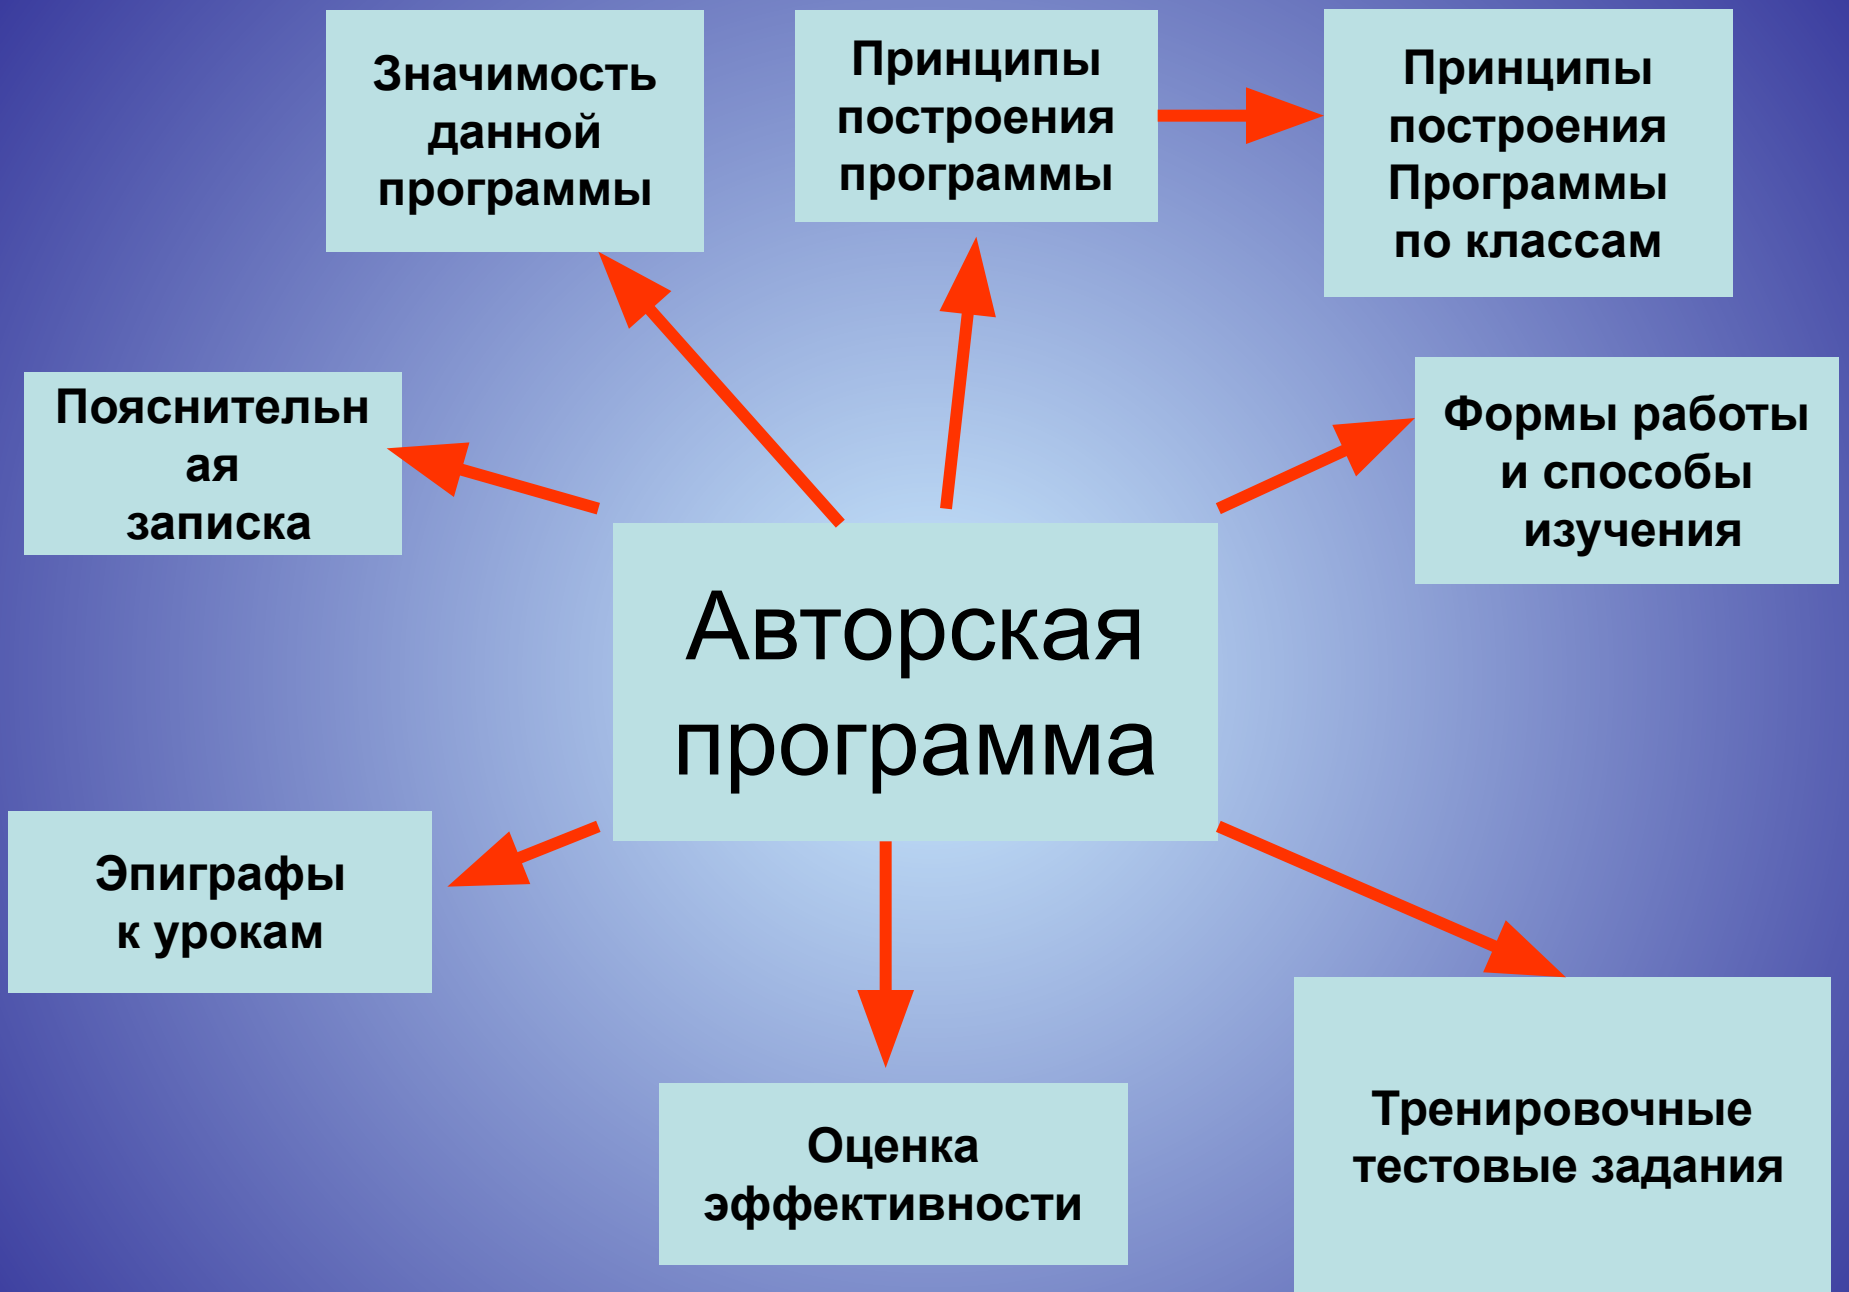 Значимость
данной
программы
Принципы
построения
программы
Принципы
построения
Программы
по классам
Пояснительн
ая
записка
Формы работы
и способы
изучения
Авторская
программа
Эпиграфы
к урокам
Оценка
эффективности
Тренировочные
тестовые задания